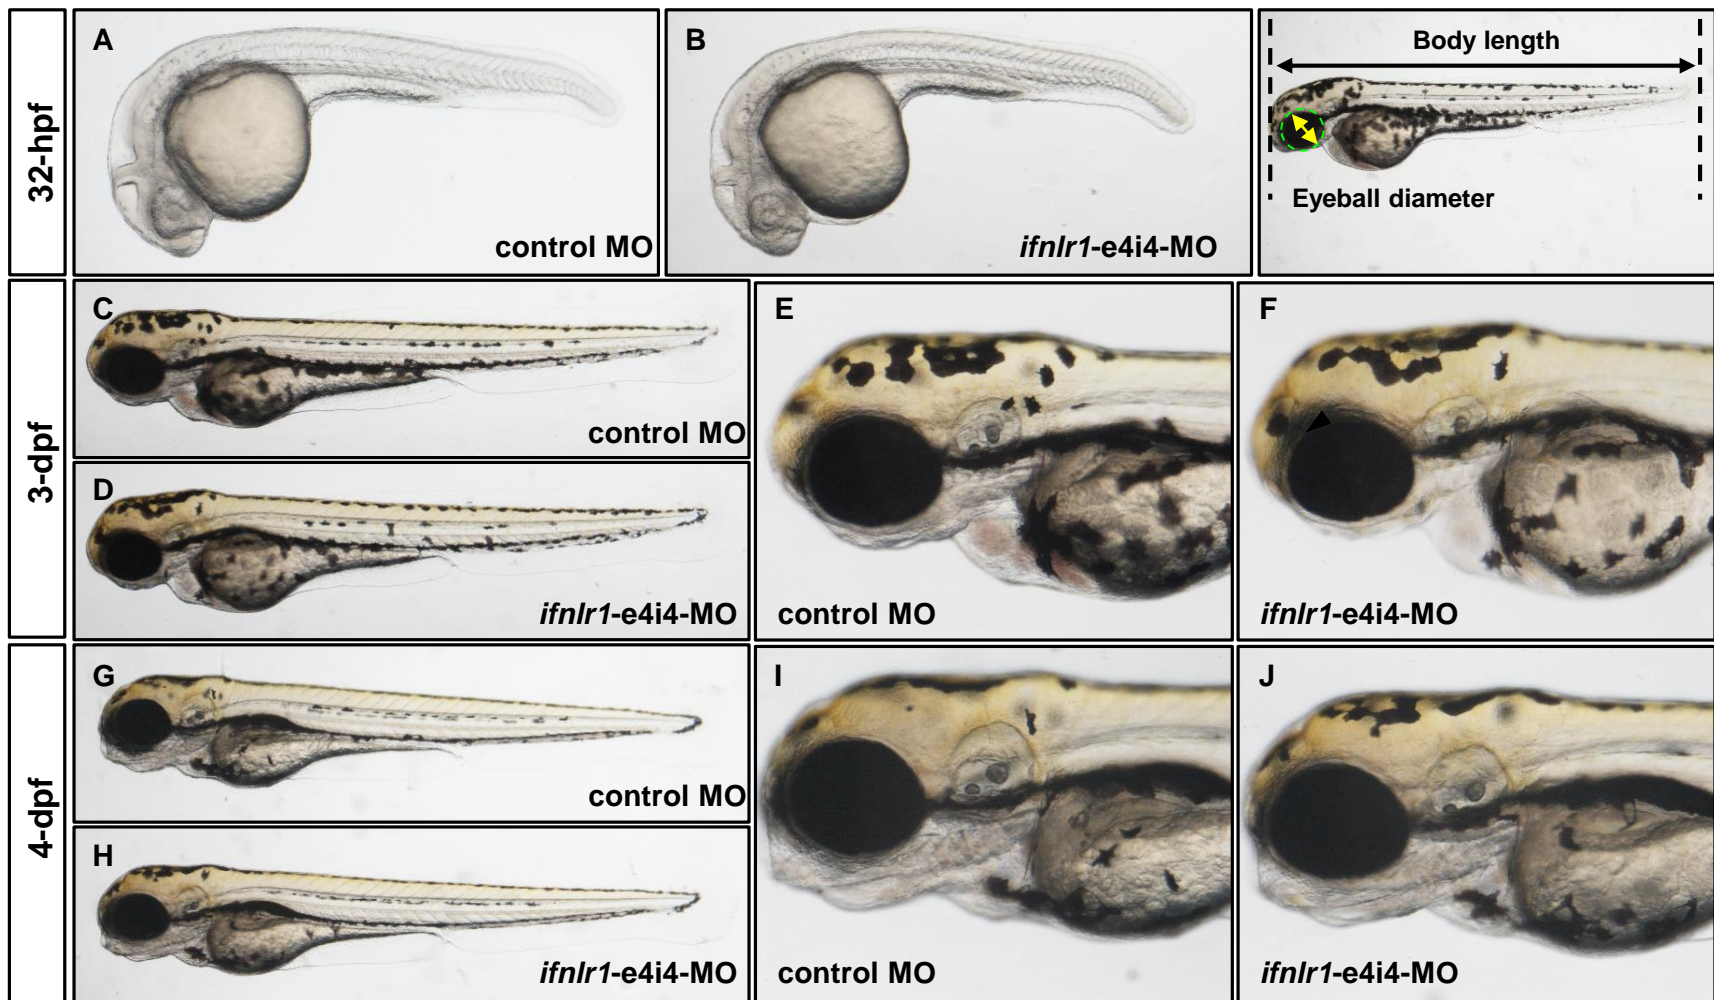 32-hpf
A
control MO
B
ifnlr1-e4i4-MO
Body length
Eyeball diameter
3-dpf
C
control MO
D
ifnlr1-e4i4-MO
E
control MO
F
ifnlr1-e4i4-MO
4-dpf
G
control MO
H
ifnlr1-e4i4-MO
I
control MO
J
ifnlr1-e4i4-MO